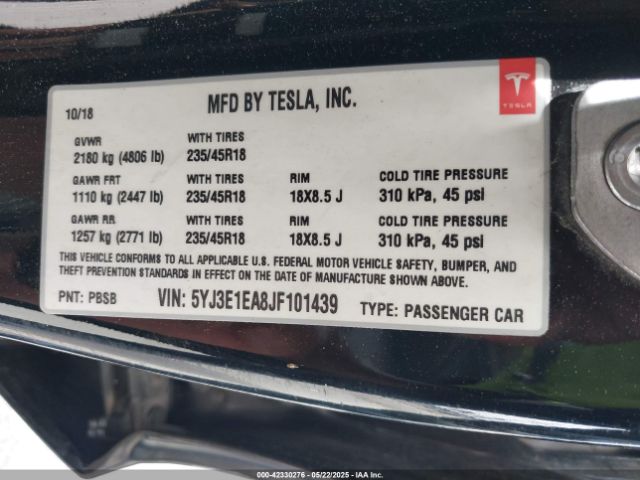 10/18 MFD BY TESLA, INC.
TESLA
GVWR WITH TIRES
2180 kg (4806 lb) 235/45R18
GAWR FRT WITH TIRES RIM COLD TIRE PRESSURE
1110 kg (2447 lb) 235/45R18 18X8.5 J 310 kPa, 45 psi
GAWR RR WITH TIRES RIM COLD TIRE PRESSURE
1257 kg (2771 lb) 235/45R18 18X8.5 J 310 kPa, 45 psi
THIS VEHICLE CONFORMS TO ALL APPLICABLE U.S. FEDERAL MOTOR VEHICLE SAFETY, BUMPER, AND
THEFT PREVENTION STANDARDS IN EFFECT ON THE DATE OF MANUFACTURE SHOWN ABOVE.
PNT: PBSB VIN: 5YJ3E1EA8JF101439 TYPE: PASSENGER CAR
000-42330276 - 05/22/2025 - IAAI.COM